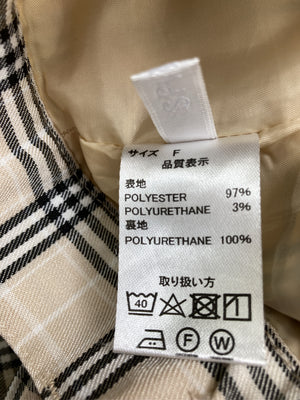 サイズ F
品質表示
表地
POLYESTER 97%
POLYURETHANE 3%
裏地
POLYURETHANE 100%
取り扱い方
40
F W